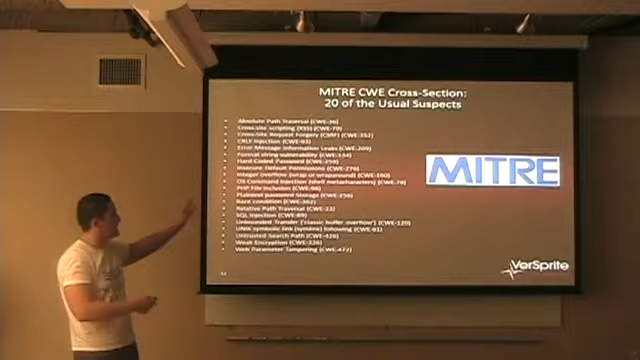 MITRE CWE Cross-Section:
20 of the Usual Suspects
Absolute Path Traversal (CWE-36)
Cross-site scripting (XSS) (CWE-79)
Cross-site Request Forgery (CSRF) (CWE-352)
CRLF Injection (CWE-93)
Error Message Information Leaks (CWE-209)
Format string vulnerability (CWE-134)
Hard-Coded Password (CWE-259)
Insecure Default Permissions (CWE-276)
Integer overflow (wrap or wraparound) (CWE-190)
OS Command Injection (shell metacharacters) (CWE-78)
PHP File Inclusion (CWE-98)
Plaintext password Storage (CWE-256)
Race condition (CWE-362)
Relative Path Traversal (CWE-23)
SQL Injection (CWE-89)
Unbounded Transfer ('classic buffer overflow') (CWE-120)
UNIX symbolic link (symlink) following (CWE-61)
Untrusted Search Path (CWE-426)
Weak Encryption (CWE-326)
Web Parameter Tampering (CWE-472)
MITRE
VerSprite